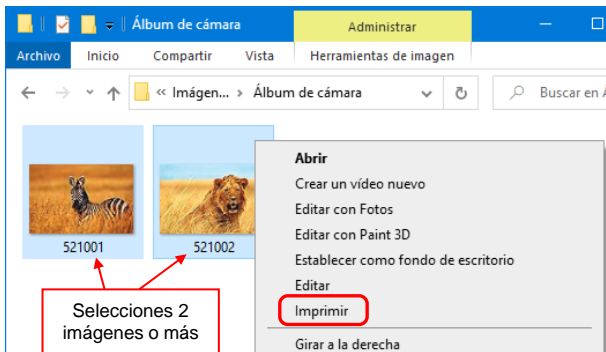 Álbum de cámara
Administrar
Archivo Inicio Compartir Vista Herramientas de imagen
« Imágen... › Álbum de cámara Buscar en
521001 521002
Abrir
Crear un vídeo nuevo
Editar con Fotos
Editar con Paint 3D
Establecer como fondo de escritorio
Editar
Imprimir
Girar a la derecha
Selecciones 2
imágenes o más